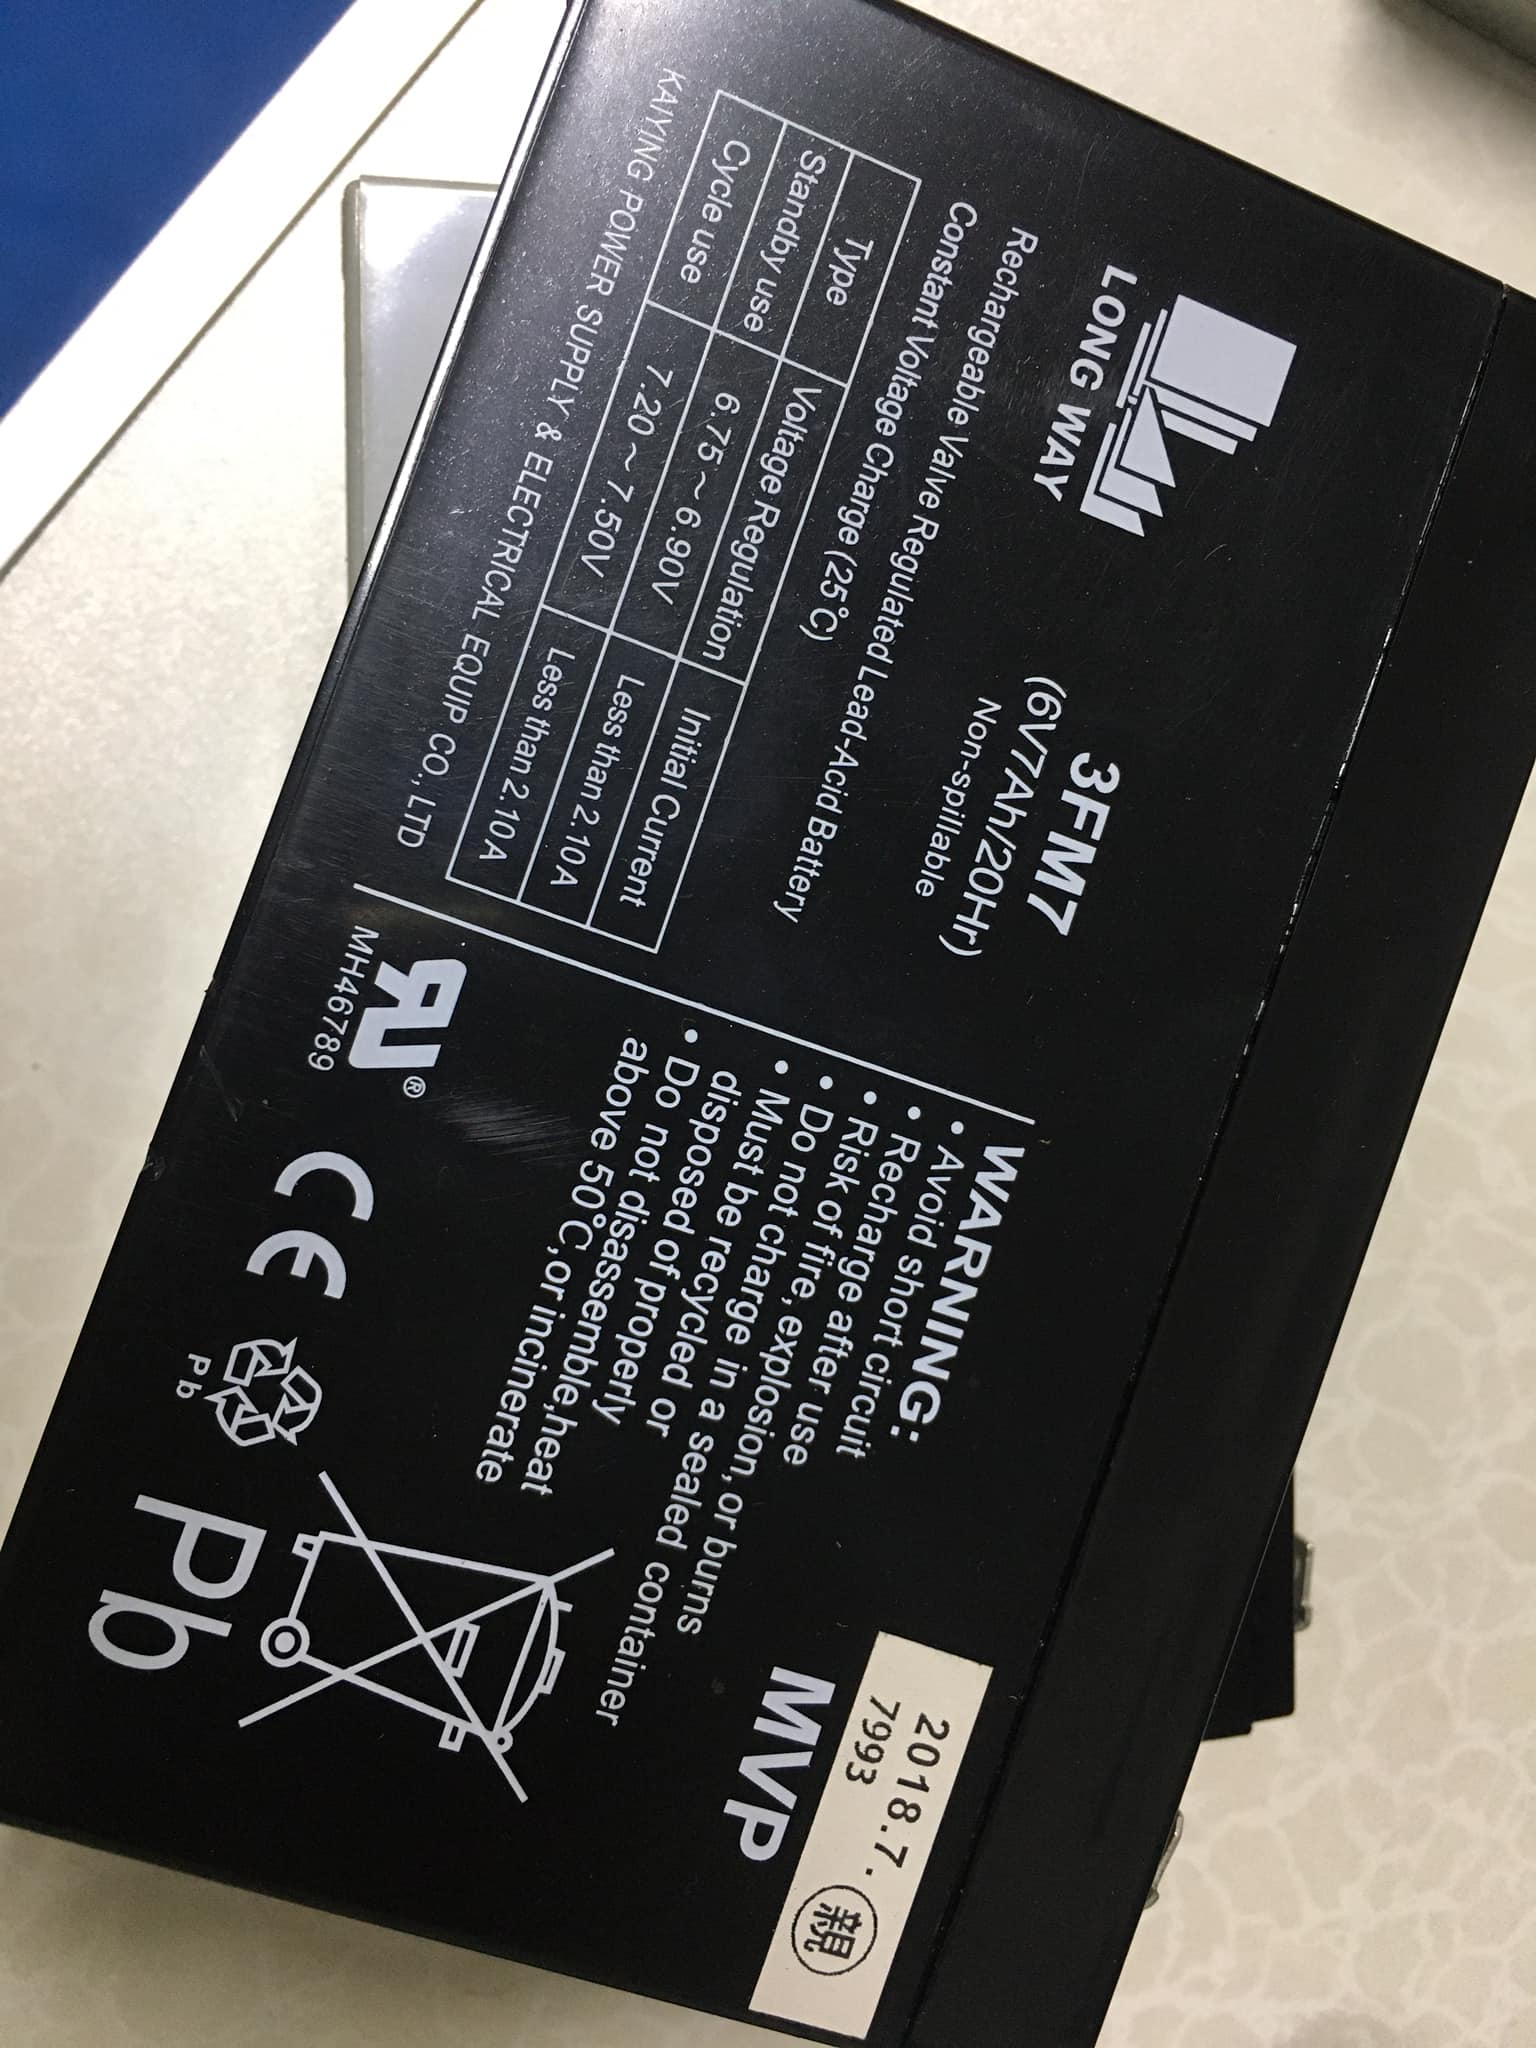 LONG WAY
3FM7
(6V7Ah/20Hr)
Non-spillable
Rechargeable Valve Regulated Lead-Acid Battery
Constant Voltage Charge (25°C)
Type Voltage Regulation Initial Current
Standby use 6.75~6.90V Less than 2.10A
Cycle use 7.20~7.50V Less than 2.10A
KAIYING POWER SUPPLY & ELECTRICAL EQUIP CO.,LTD
WARNING:
• Avoid short circuit
• Recharge after use
• Risk of fire,explosion,or burns
• Do not charge in a sealed container
• Must be recycled or
disposed of properly
• Do not disassemble,heat
above 50°C,or incinerate
MH46789
®
CE
Pb
Pb
MVP
2018.7.
7993
親